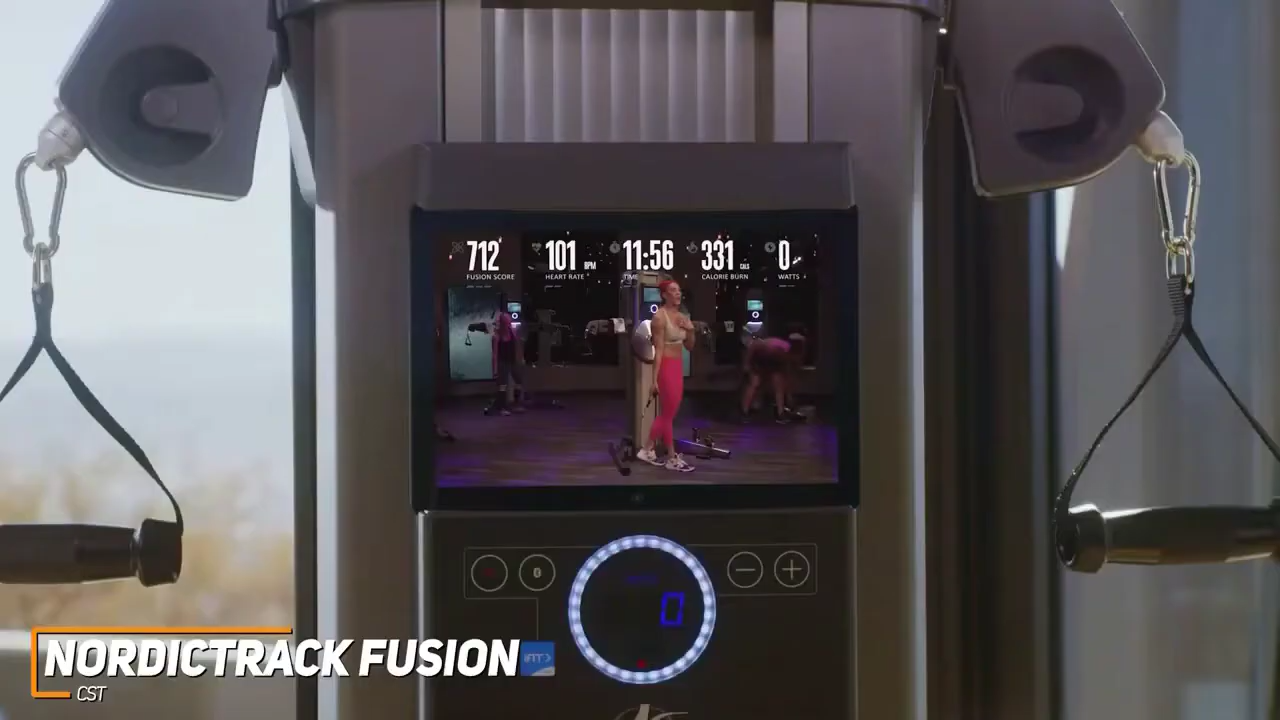 712 101 BPM 11:56 331 CALS 0
FUSION SCORE HEART RATE TIME CALORIE BURN WATTS
0
NORDICTRACK FUSION
iFIT
CST